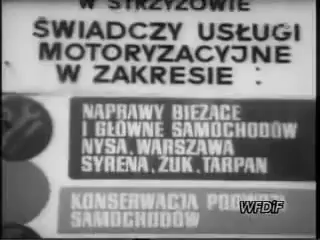 W STRZYŻOWIE
ŚWIADCZY USŁUGI
MOTORYZACYJNE
W ZAKRESIE :
NAPRAWY BIEŻĄCE
I GŁÓWNE SAMOCHODÓW
NYSA, WARSZAWA
SYRENA, ŻUK, TARPAN
KONSERWACJA
SAMOCHODÓW
WFDiF